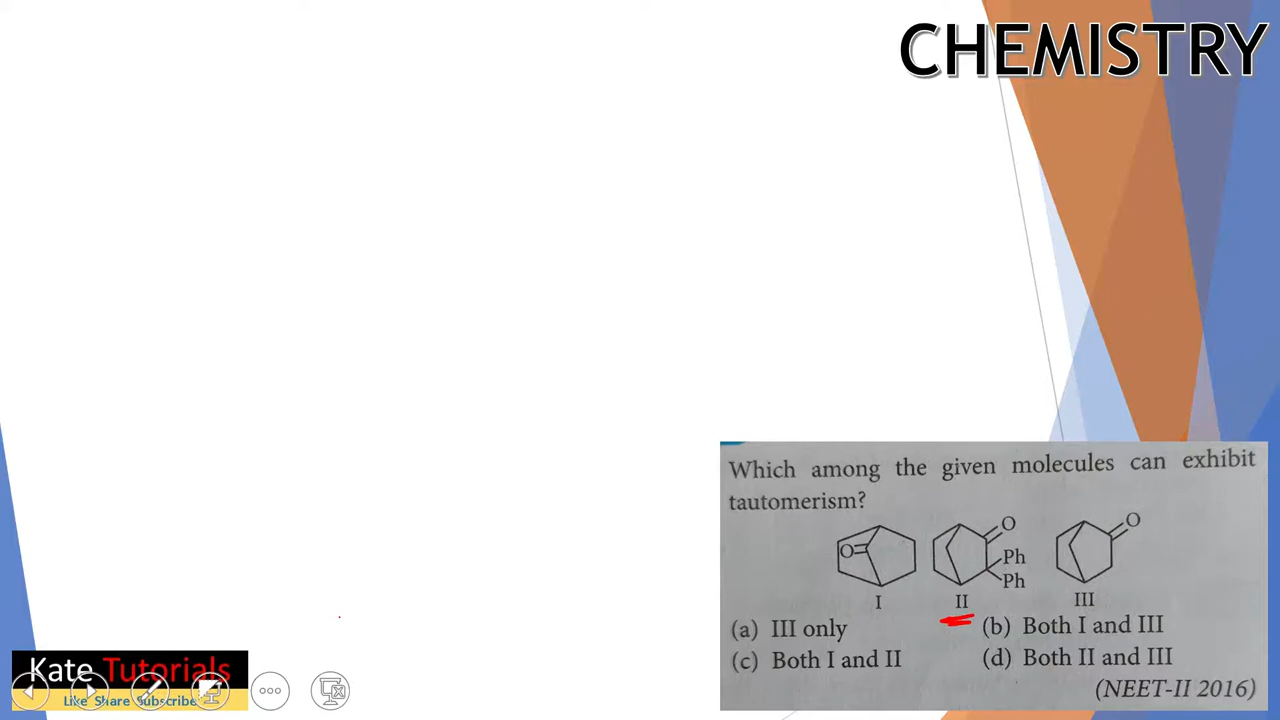 CHEMISTRY
Which among the given molecules can exhibit
tautomerism?
O
O
O
Ph
Ph
I
II
III
(a) III only
(b) Both I and III
(c) Both I and II
(d) Both II and III
(NEET-II 2016)
Kate Tutorials
Like Share Subscribe